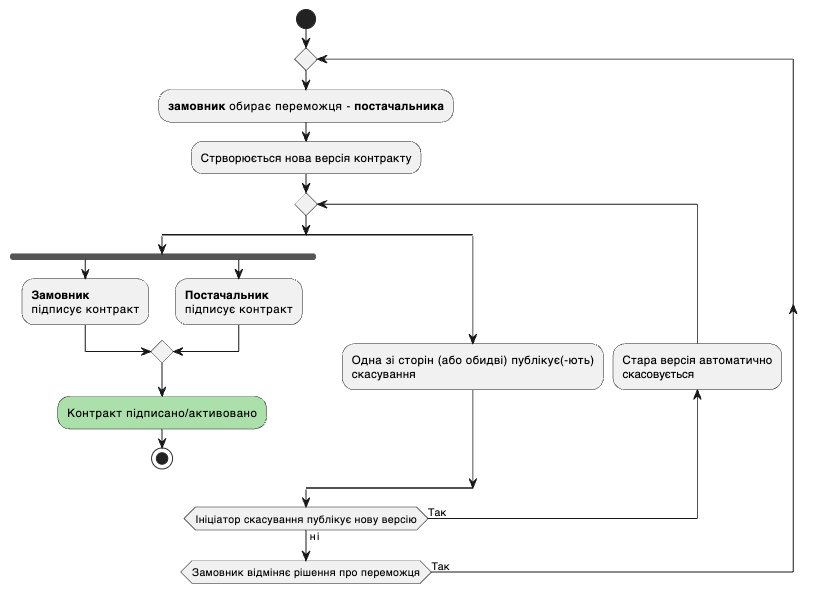 замовник обирає переможця - постачальника
Стрворюється нова версія контракту
Замовник
підписує контракт
Постачальник
підписує контракт
Одна зі сторін (або обидві) публікує(-ють)
скасування
Стара версія автоматично
скасовується
Контракт підписано/активовано
Ініціатор скасування публікує нову версію
Так
ні
Замовник відміняє рішення про переможця
Так